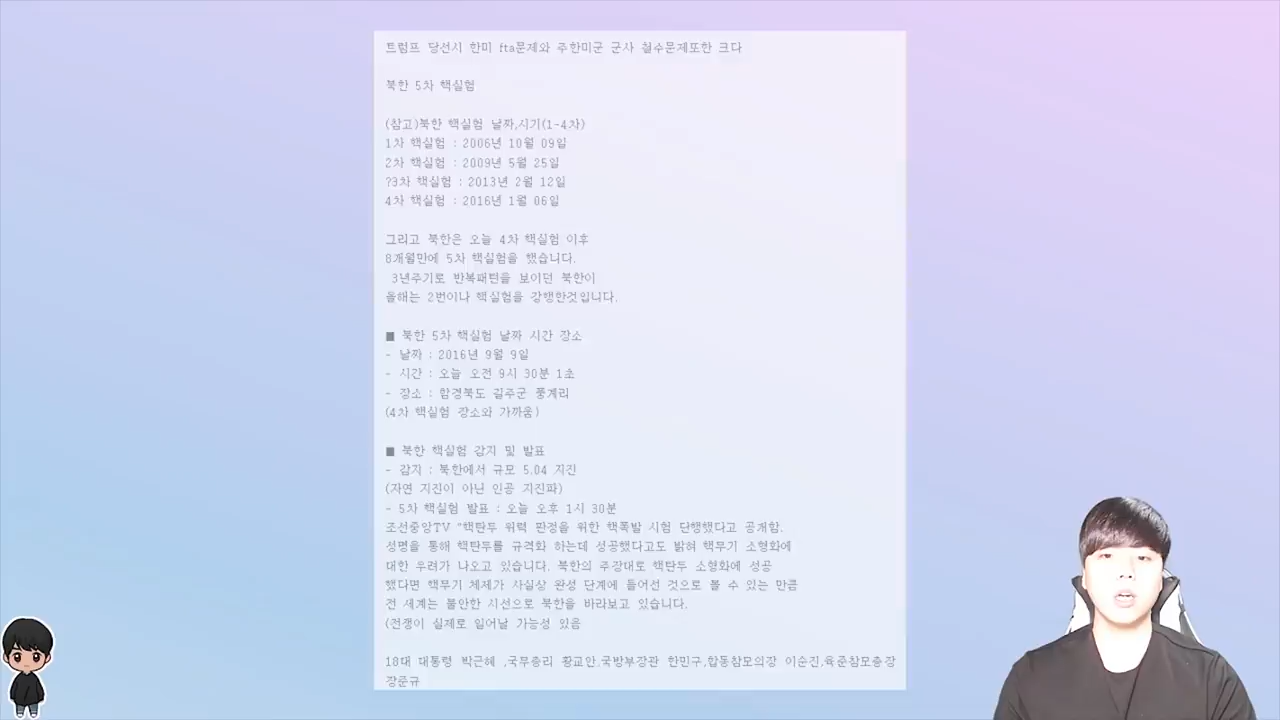 트럼프 당선시 한미 fta문제와 주한미군 군사 철수문제또한 크다
북한 5차 핵실험
(참고)북한 핵실험 날짜,시기(1-4차)
1차 핵실험 : 2006년 10월 09일
2차 핵실험 : 2009년 5월 25일
?3차 핵실험 : 2013년 2월 12일
4차 핵실험 : 2016년 1월 06일
그리고 북한은 오늘 4차 핵실험 이후
8개월만에 5차 핵실험을 했습니다.
3년주기로 반복패턴을 보이던 북한이
올해는 2번이나 핵실험을 강행한것입니다.
■ 북한 5차 핵실험 날짜 시간 장소
- 날짜 : 2016년 9월 9일
- 시간 : 오늘 오전 9시 30분 1초
- 장소 : 함경북도 길주군 풍계리
(4차 핵실험 장소와 가까움)
■ 북한 핵실험 감지 및 발표
- 감지 : 북한에서 규모 5.04 지진
(자연 지진이 아닌 인공 지진파)
- 5차 핵실험 발표 : 오늘 오후 1시 30분
조선중앙TV "핵탄두 위력 판정을 위한 핵폭발 시험 단행했다고 공개함.
성명을 통해 핵탄두를 규격화 하는데 성공했다고도 밝혀 핵무기 소형화에
대한 우려가 나오고 있습니다. 북한의 주장대로 핵탄두 소형화에 성공
했다면 핵무기 체제가 사실상 완성 단계에 들어선 것으로 볼 수 있는 만큼
전 세계는 불안한 시선으로 북한을 바라보고 있습니다.
(전쟁이 실제로 일어날 가능성 있음
18대 대통령 박근혜 ,국무총리 황교안.국방부장관 한민구,합동참모의장 이순진.육준참모총장
장준규